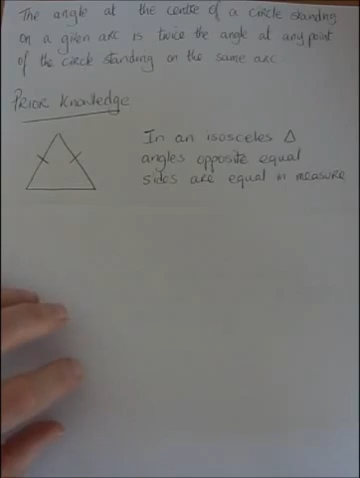 The angle at the centre of a circle standing
on a given arc is twice the angle at any point
of the circle standing on the same arc.
PRIOR Knowledge
In an isosceles Δ
angles opposite equal
sides are equal in measure